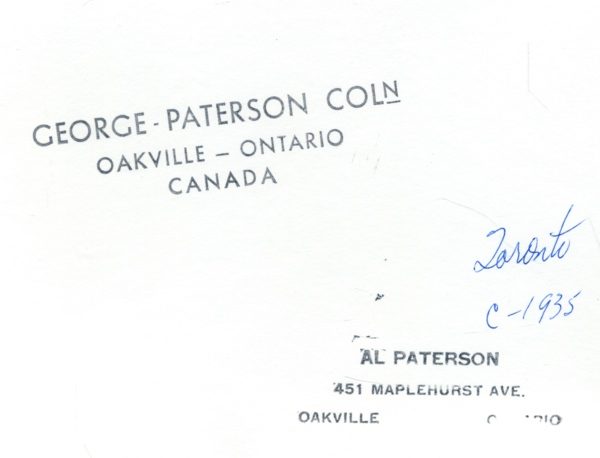 GEORGE - PATERSON COLN
OAKVILLE – ONTARIO
CANADA
Toronto
C-1935
AL PATERSON
451 MAPLEHURST AVE.
OAKVILLE